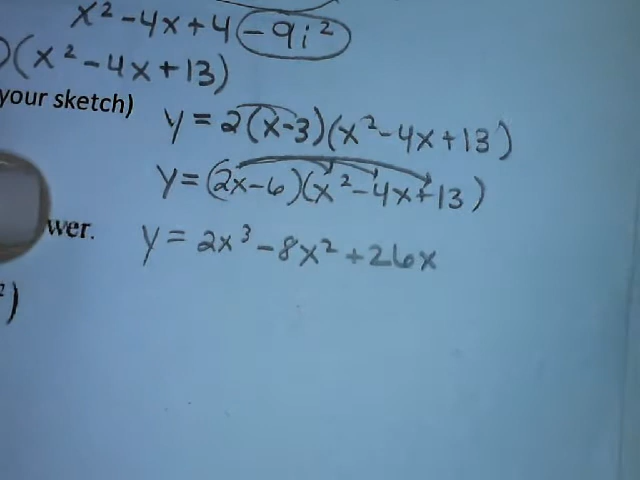 x² - 4x + 4 - 9i²
)(x² - 4x + 13)
your sketch)
y = 2(x-3)(x² - 4x + 13)
y = (2x - 6)(x² - 4x + 13)
wer.
y = 2x³ - 8x² + 26x
²)